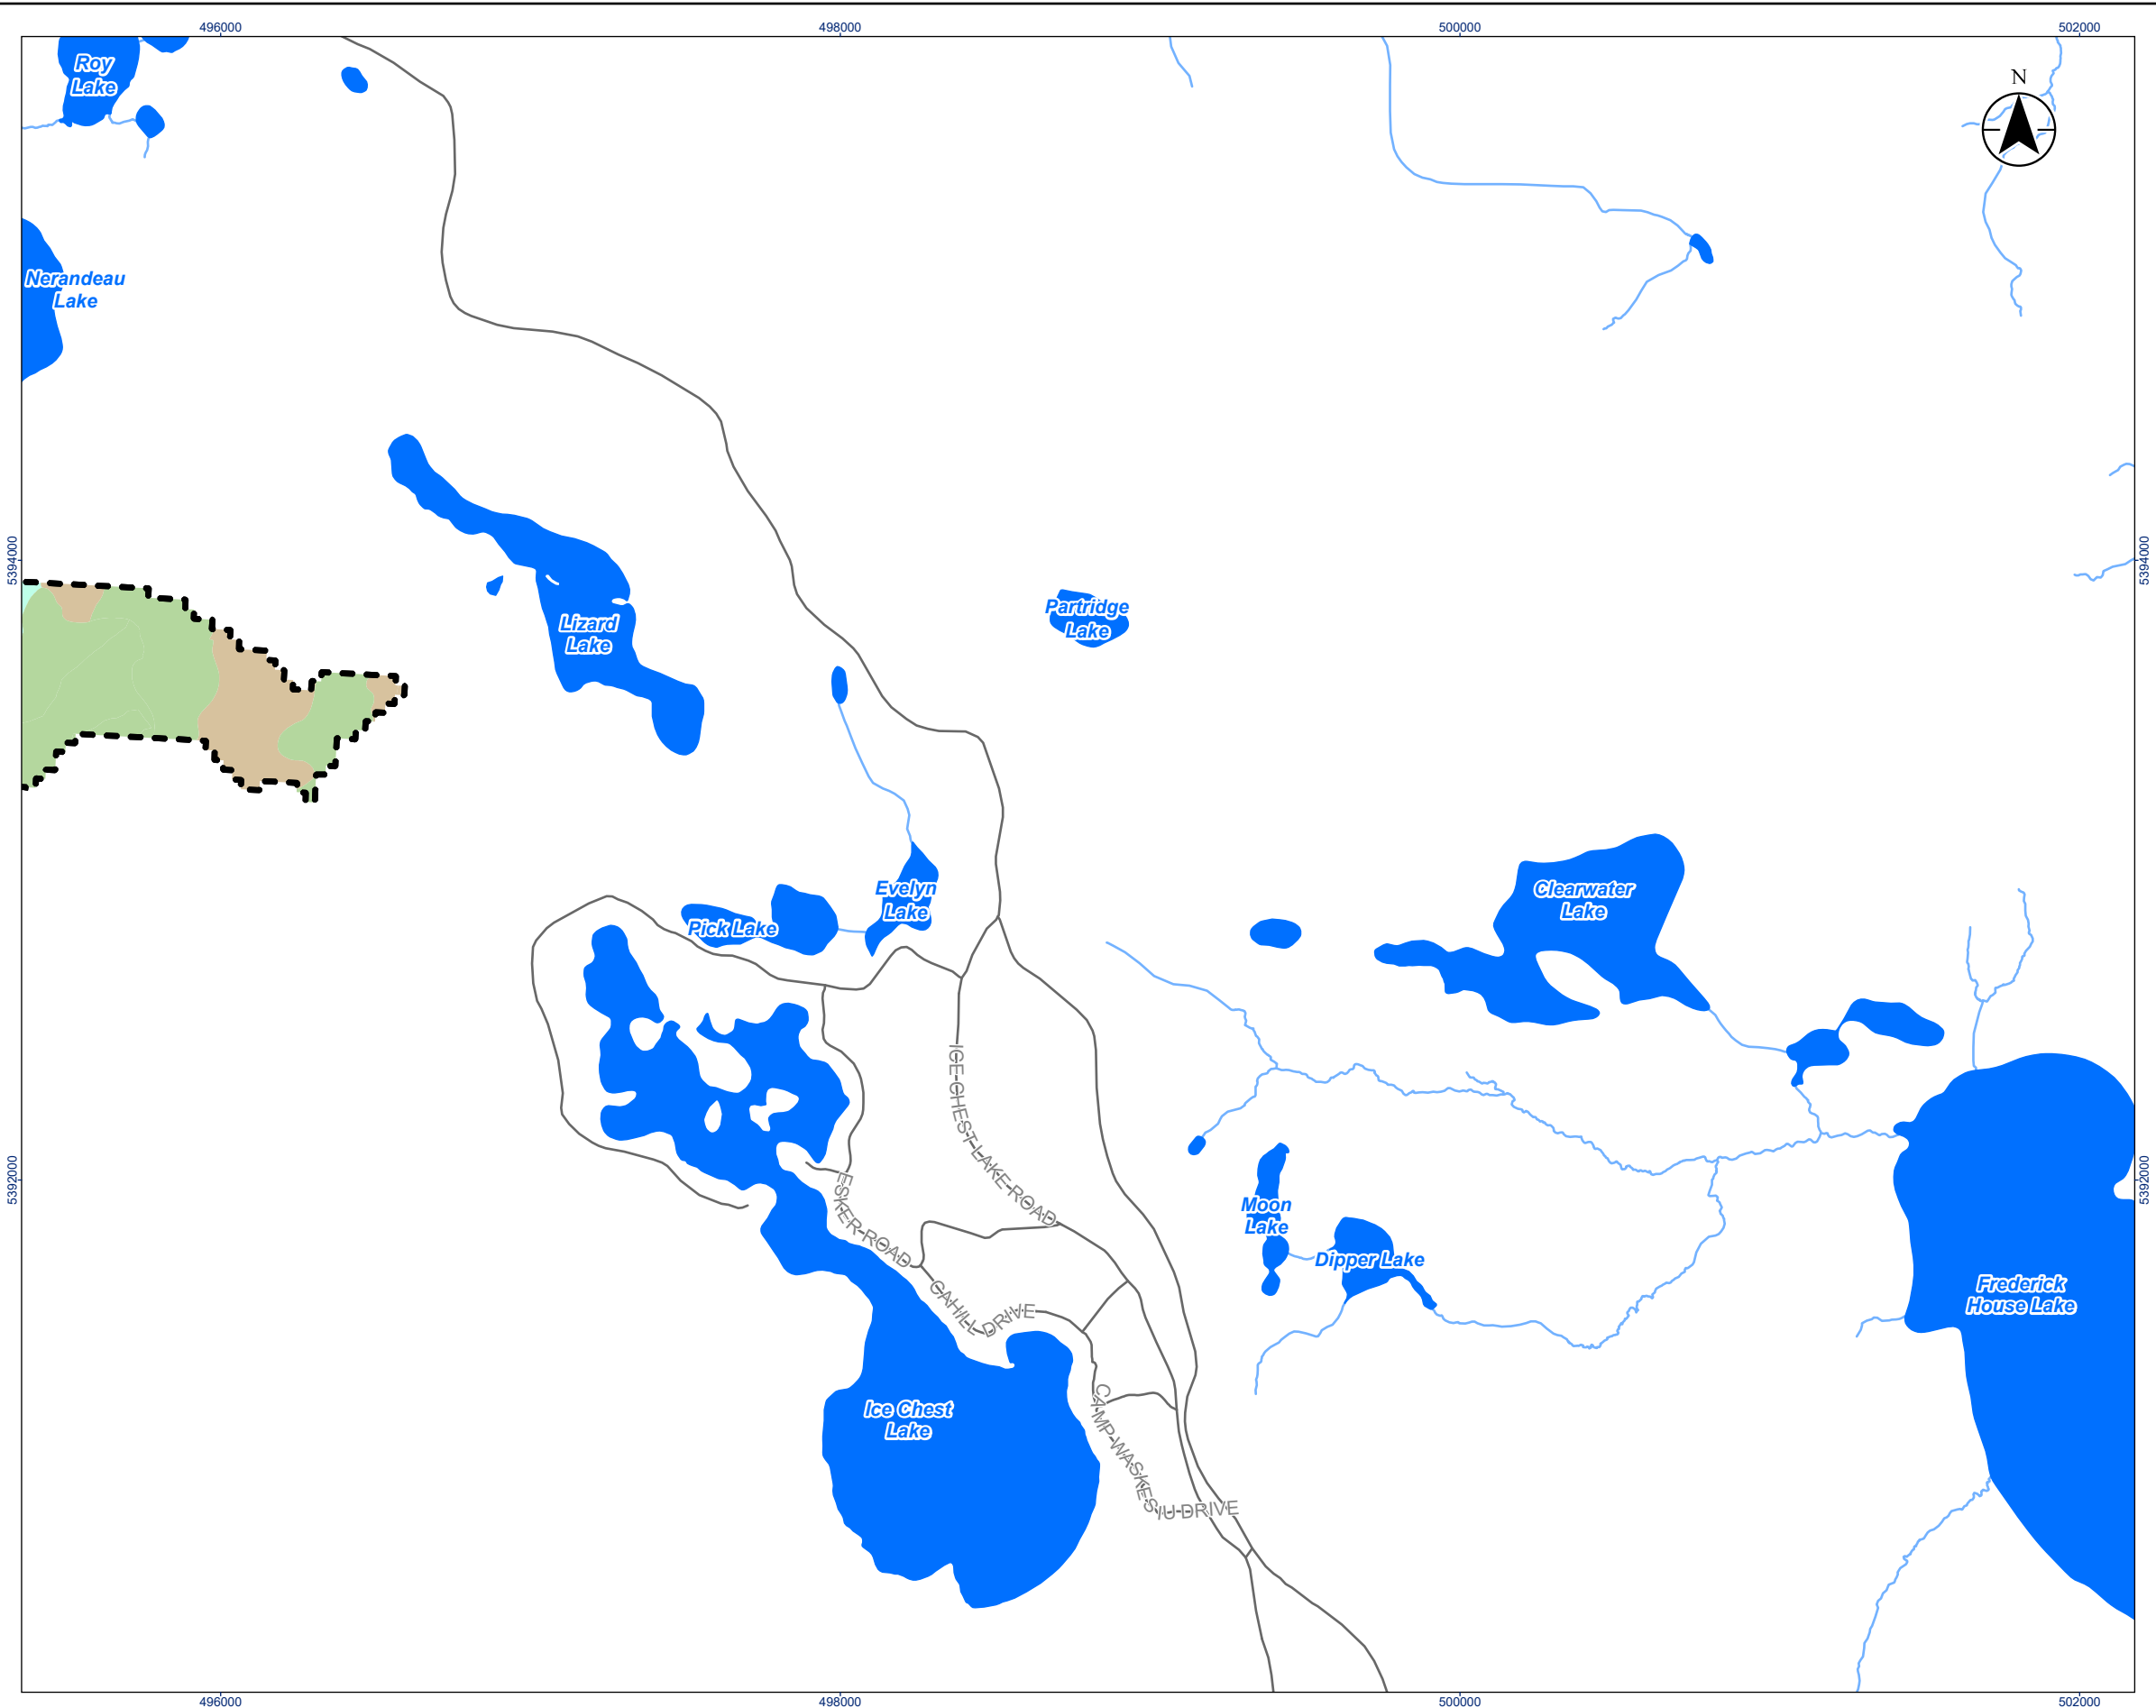 496000
498000
500000
502000
Roy
Lake
N
Nerandeau
Lake
5394000
5394000
Lizard
Lake
Partridge
Lake
Evelyn
Lake
Pick Lake
Clearwater
Lake
ICE CHEST LAKE ROAD
5392000
5392000
ESKER ROAD
Moon
Lake
Dipper Lake
CAHILL DRIVE
Frederick
House Lake
Ice Chest
Lake
CAMP WASKESIU DRIVE
496000
498000
500000
502000